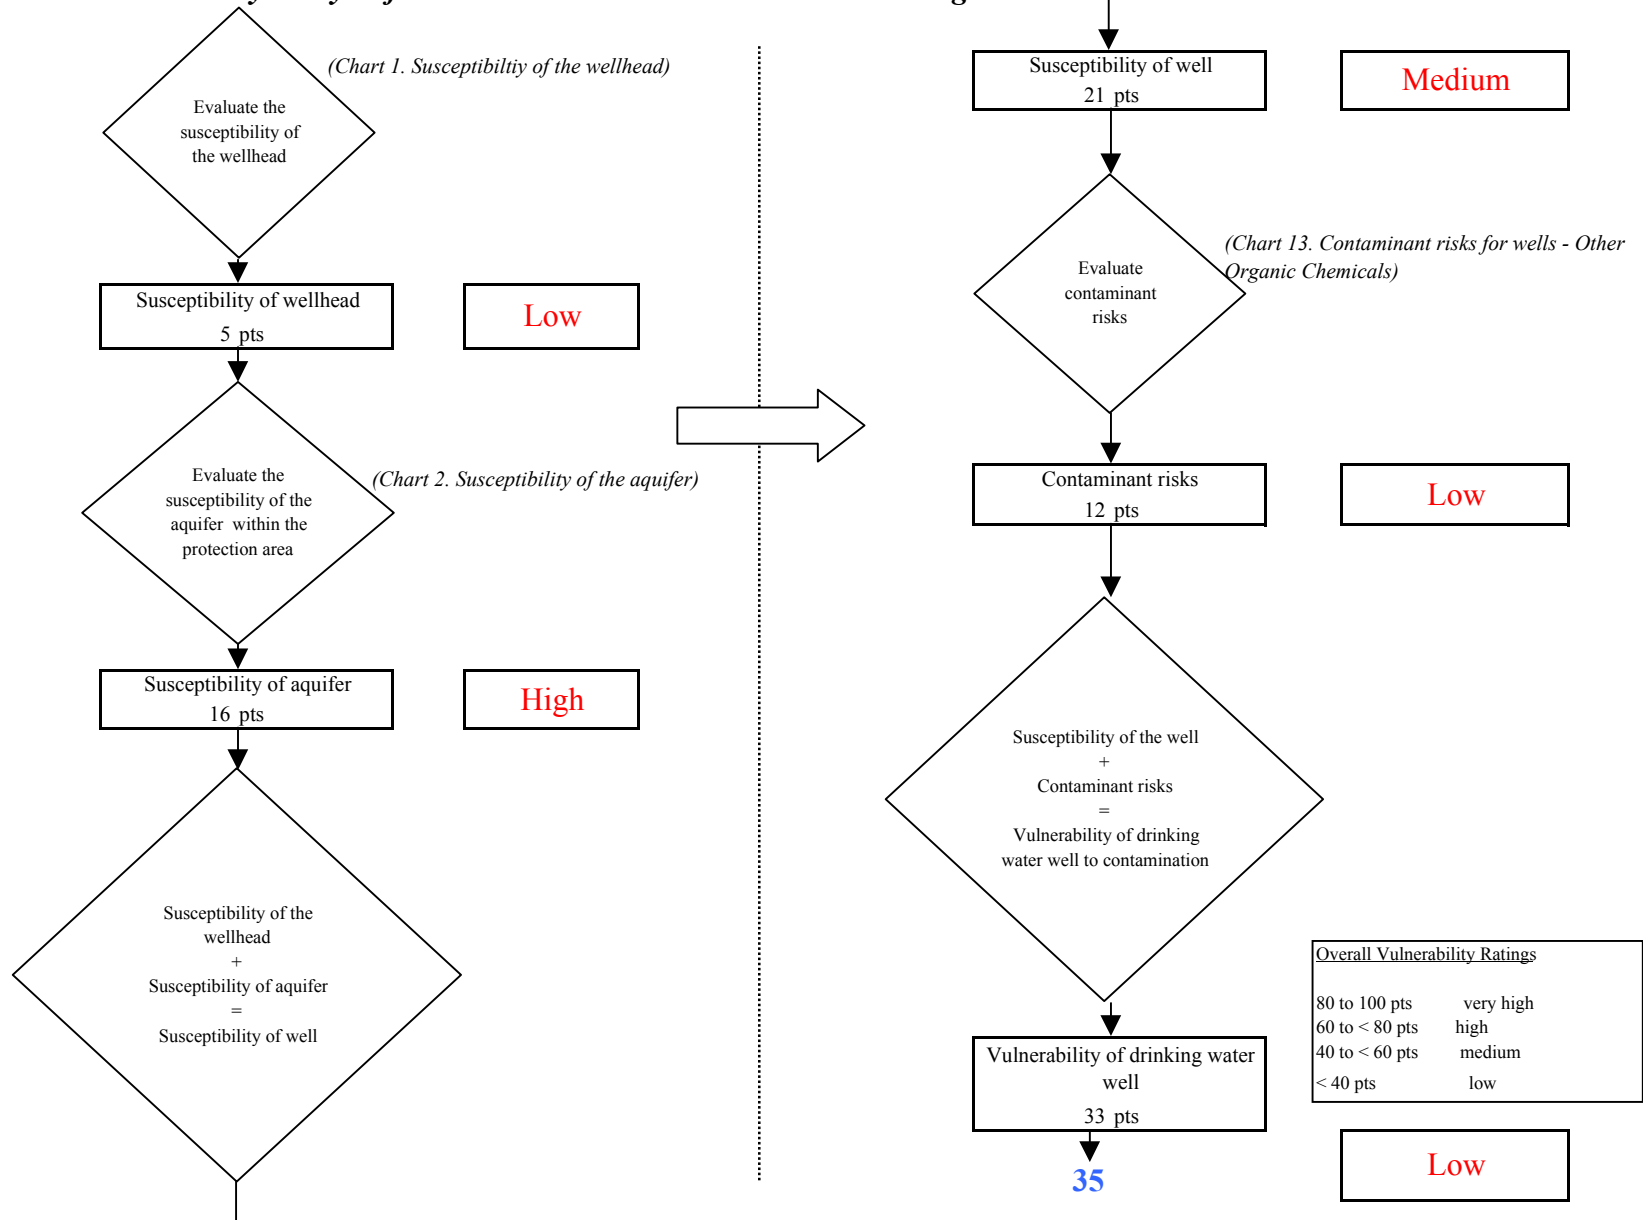 (Chart 1. Susceptibiltiy of the wellhead)
Evaluate the
susceptibility of
the wellhead
Susceptibility of wellhead
5 pts
Low
Evaluate the
susceptibility of the
aquifer within the
protection area
(Chart 2. Susceptibility of the aquifer)
Susceptibility of aquifer
16 pts
High
Susceptibility of the
wellhead
+
Susceptibility of aquifer
=
Susceptibility of well
Susceptibility of well
21 pts
Medium
Evaluate
contaminant
risks
(Chart 13. Contaminant risks for wells - Other
Organic Chemicals)
Contaminant risks
12 pts
Low
Susceptibility of the well
+
Contaminant risks
=
Vulnerability of drinking
water well to contamination
Overall Vulnerability Ratings
80 to 100 pts very high
60 to < 80 pts high
40 to < 60 pts medium
< 40 pts low
Vulnerability of drinking water
well
33 pts
35
Low